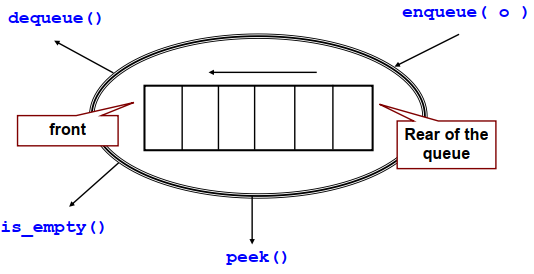 dequeue()
enqueue( o )
front
Rear of the
queue
is_empty()
peek()